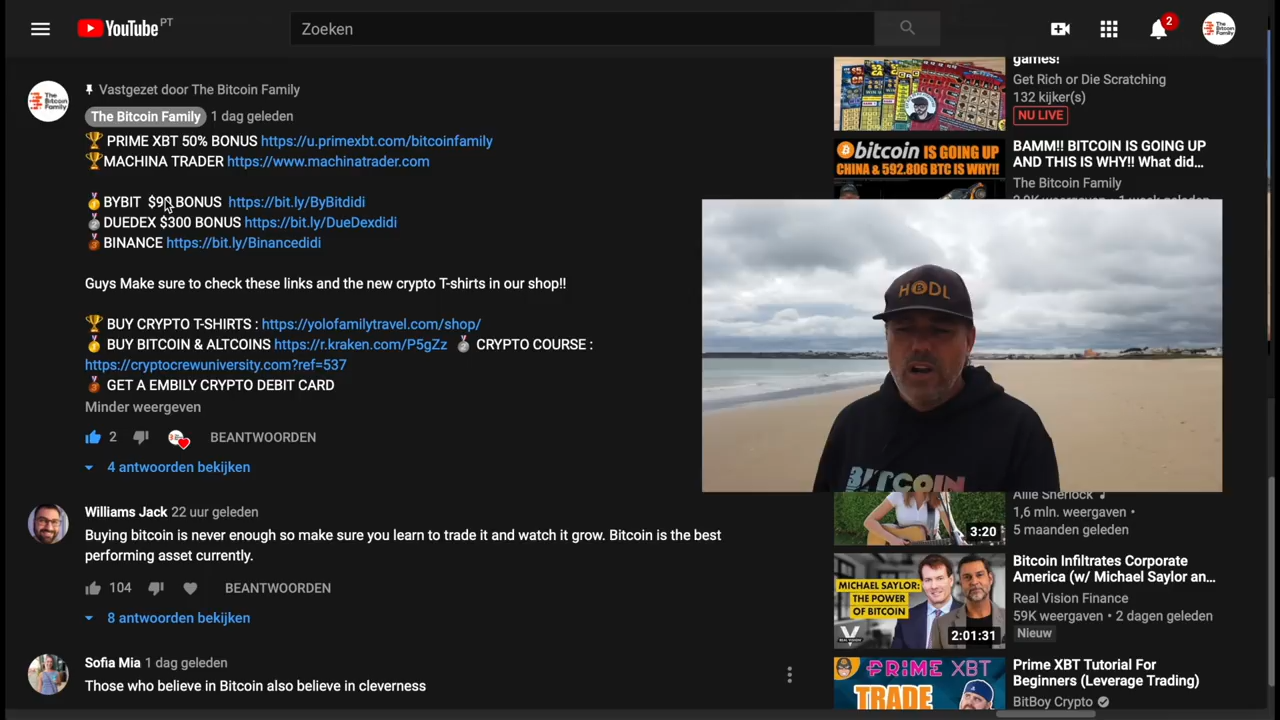 YouTube PT
Zoeken
2
The Bitcoin Family
Vastgezet door The Bitcoin Family
The Bitcoin Family 1 dag geleden
🏆 PRIME XBT 50% BONUS https://u.primexbt.com/bitcoinfamily
🏆MACHINA TRADER https://www.machinatrader.com
🥇BYBIT $90 BONUS https://bit.ly/ByBitdidi
🥈DUEDEX $300 BONUS https://bit.ly/DueDexdidi
🥉BINANCE https://bit.ly/Binancedidi
Guys Make sure to check these links and the new crypto T-shirts in our shop!!
🏆 BUY CRYPTO T-SHIRTS : https://yolofamilytravel.com/shop/
🥇 BUY BITCOIN & ALTCOINS https://r.kraken.com/P5gZz 🥈 CRYPTO COURSE :
https://cryptocrewuniversity.com?ref=537
🥉 GET A EMBILY CRYPTO DEBIT CARD
Minder weergeven
2 BEANTWOORDEN
4 antwoorden bekijken
Williams Jack 22 uur geleden
Buying bitcoin is never enough so make sure you learn to trade it and watch it grow. Bitcoin is the best
performing asset currently.
104 BEANTWOORDEN
8 antwoorden bekijken
Sofia Mia 1 dag geleden
Those who believe in Bitcoin also believe in cleverness
games!
Get Rich or Die Scratching
132 kijker(s)
NU LIVE
bitcoin IS GOING UP
CHINA & 592.806 BTC IS WHY!!
BAMM!! BITCOIN IS GOING UP
AND THIS IS WHY!! What did...
The Bitcoin Family
HODL
BITCOIN
Allie Sherlock
1,6 mln. weergaven •
5 maanden geleden
3:20
MICHAEL SAYLOR:
THE POWER
OF BITCOIN
REAL VISION
2:01:31
Bitcoin Infiltrates Corporate
America (w/ Michael Saylor an...
Real Vision Finance
59K weergaven • 2 dagen geleden
Nieuw
PRIME XBT
TRADE
Prime XBT Tutorial For
Beginners (Leverage Trading)
BitBoy Crypto